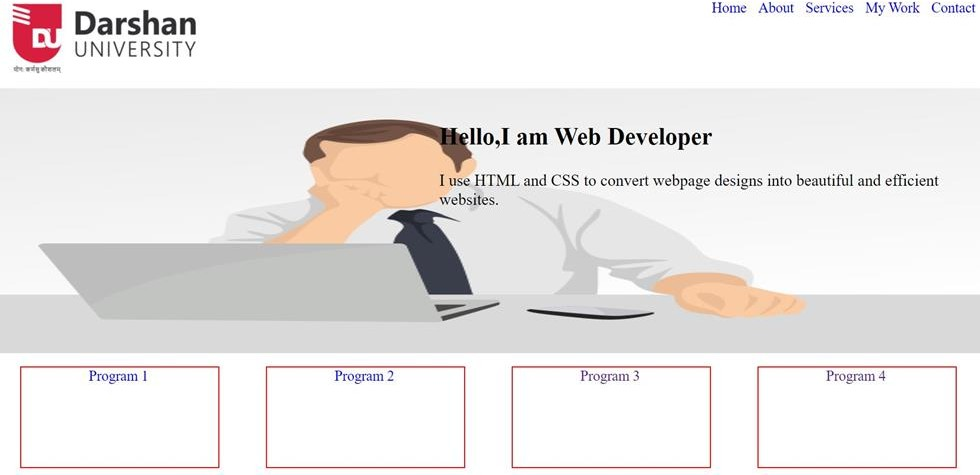 Darshan
UNIVERSITY
योगः कर्मसु कौशलम्
Home About Services My Work Contact
Hello,I am Web Developer
I use HTML and CSS to convert webpage designs into beautiful and efficient
websites.
Program 1 Program 2 Program 3 Program 4